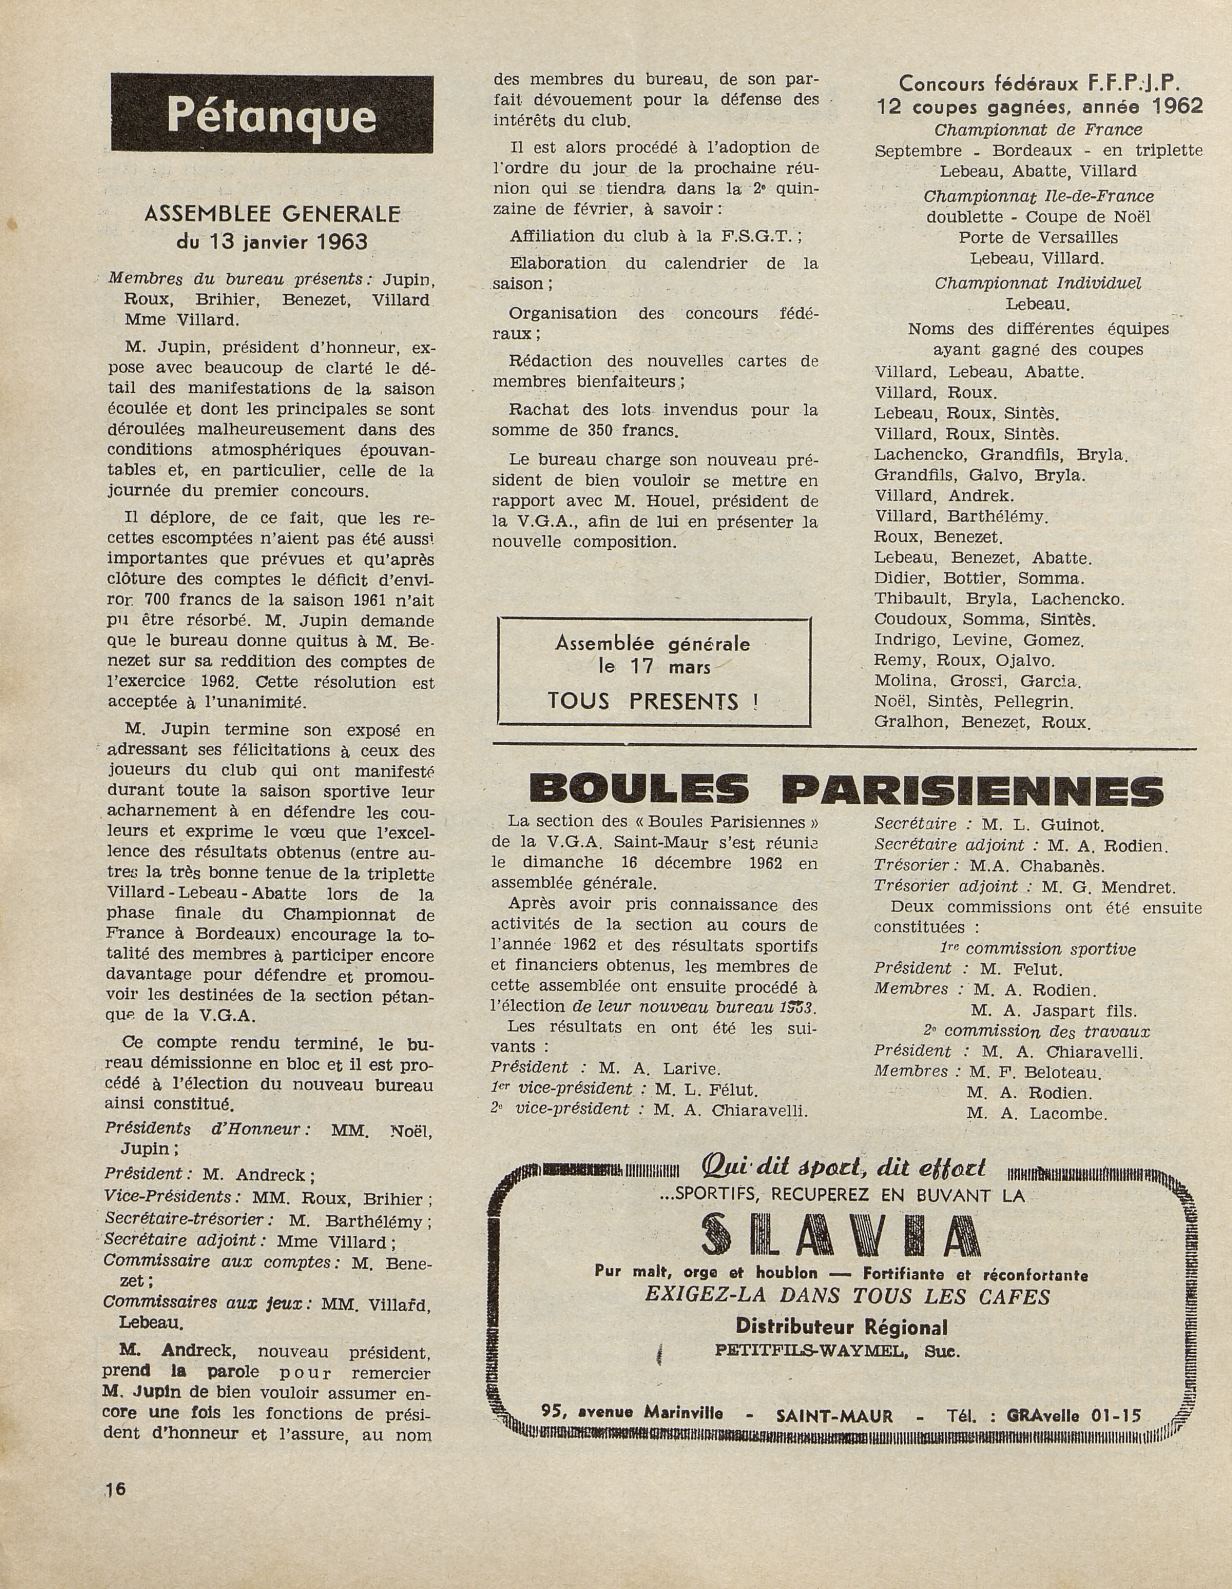 Pétanque
ASSEMBLEE GENERALE
du 13 janvier 1963
Membres du bureau présents : Jupin,
Roux, Brihier, Benezet, Villard
Mme Villard.
M. Jupin, président d'honneur, ex-
pose avec beaucoup de clarté le dé-
tail des manifestations de la saison
écoulée et dont les principales se sont
déroulées malheureusement dans des
conditions atmosphériques épouvan-
tables et, en particulier, celle de la
journée du premier concours.
Il déplore, de ce fait, que les re-
cettes escomptées n'aient pas été aussi
importantes que prévues et qu'après
clôture des comptes le déficit d'envi-
ron 700 francs de la saison 1961 n'ait
pu être résorbé. M. Jupin demande
que le bureau donne quitus à M. Be-
nezet sur sa reddition des comptes de
l'exercice 1962. Cette résolution est
acceptée à l'unanimité.
M. Jupin termine son exposé en
adressant ses félicitations à ceux des
joueurs du club qui ont manifesté
durant toute la saison sportive leur
acharnement à en défendre les cou-
leurs et exprime le vœu que l'excel-
lence des résultats obtenus (entre au-
tres la très bonne tenue de la triplette
Villard - Lebeau - Abatte lors de la
phase finale du Championnat de
France à Bordeaux) encourage la to-
talité des membres à participer encore
davantage pour défendre et promou-
voir les destinées de la section pétan-
que de la V.G.A.
Ce compte rendu terminé, le bu-
reau démissionne en bloc et il est pro-
cédé à l'élection du nouveau bureau
ainsi constitué.
Présidents d'Honneur : MM. Noël,
Jupin ;
Président : M. Andreck ;
Vice-Présidents : MM. Roux, Brihier ;
Secrétaire-trésorier : M. Barthélémy ;
Secrétaire adjoint : Mme Villard ;
Commissaire aux comptes : M. Bene-
zet ;
Commissaires aux jeux : MM. Villard,
Lebeau.
M. Andreck, nouveau président,
prend la parole pour remercier
M. Jupin de bien vouloir assumer en-
core une fois les fonctions de prési-
dent d'honneur et l'assure, au nom
des membres du bureau, de son par-
fait dévouement pour la défense des
intérêts du club.
Il est alors procédé à l'adoption de
l'ordre du jour de la prochaine réu-
nion qui se tiendra dans la 2e quin-
zaine de février, à savoir :
Affiliation du club à la F.S.G.T. ;
Elaboration du calendrier de la
saison ;
Organisation des concours fédé-
raux ;
Rédaction des nouvelles cartes de
membres bienfaiteurs ;
Rachat des lots invendus pour la
somme de 350 francs.
Le bureau charge son nouveau pré-
sident de bien vouloir se mettre en
rapport avec M. Houel, président de
la V.G.A., afin de lui en présenter la
nouvelle composition.
Assemblée générale
le 17 mars
TOUS PRESENTS !
Concours fédéraux F.F.P.J.P.
12 coupes gagnées, année 1962
Championnat de France
Septembre - Bordeaux - en triplette
Lebeau, Abatte, Villard
Championnat Ile-de-France
doublette - Coupe de Noël
Porte de Versailles
Lebeau, Villard.
Championnat Individuel
Lebeau.
Noms des différentes équipes
ayant gagné des coupes
Villard, Lebeau, Abatte.
Villard, Roux.
Lebeau, Roux, Sintès.
Villard, Roux, Sintès.
Lachencko, Grandfils, Bryla.
Grandfils, Galvo, Bryla.
Villard, Andrek.
Villard, Barthélémy.
Roux, Benezet.
Lebeau, Benezet, Abatte.
Didier, Bottier, Somma.
Thibault, Bryla, Lachencko.
Coudoux, Somma, Sintès.
Indrigo, Levine, Gomez.
Remy, Roux, Ojalvo.
Molina, Grossi, Garcia.
Noël, Sintès, Pellegrin.
Gralhon, Benezet, Roux.
BOULES PARISIENNES
La section des « Boules Parisiennes »
de la V.G.A. Saint-Maur s'est réunie
le dimanche 16 décembre 1962 en
assemblée générale.
Après avoir pris connaissance des
activités de la section au cours de
l'année 1962 et des résultats sportifs
et financiers obtenus, les membres de
cette assemblée ont ensuite procédé à
l'élection de leur nouveau bureau 1963.
Les résultats en ont été les sui-
vants :
Président : M. A. Larive.
1er vice-président : M. L. Félut.
2e vice-président : M. A. Chiaravelli.
Secrétaire : M. L. Guinot.
Secrétaire adjoint : M. A. Rodien.
Trésorier : M.A. Chabanès.
Trésorier adjoint : M. G. Mendret.
Deux commissions ont été ensuite
constituées :
1re commission sportive
Président : M. Felut.
Membres : M. A. Rodien.
M. A. Jaspart fils.
2e commission des travaux
Président : M. A. Chiaravelli.
Membres : M. F. Beloteau.
M. A. Rodien.
M. A. Lacombe.
Qui dit sport, dit effort
...SPORTIFS, RECUPEREZ EN BUVANT LA
SLAVIA
Pur malt, orge et houblon — Fortifiante et réconfortante
EXIGEZ-LA DANS TOUS LES CAFES
Distributeur Régional
PETITFILS-WAYMEL, Suc.
95, avenue Marinville - SAINT-MAUR - Tél. : GRAvelle 01-15
16